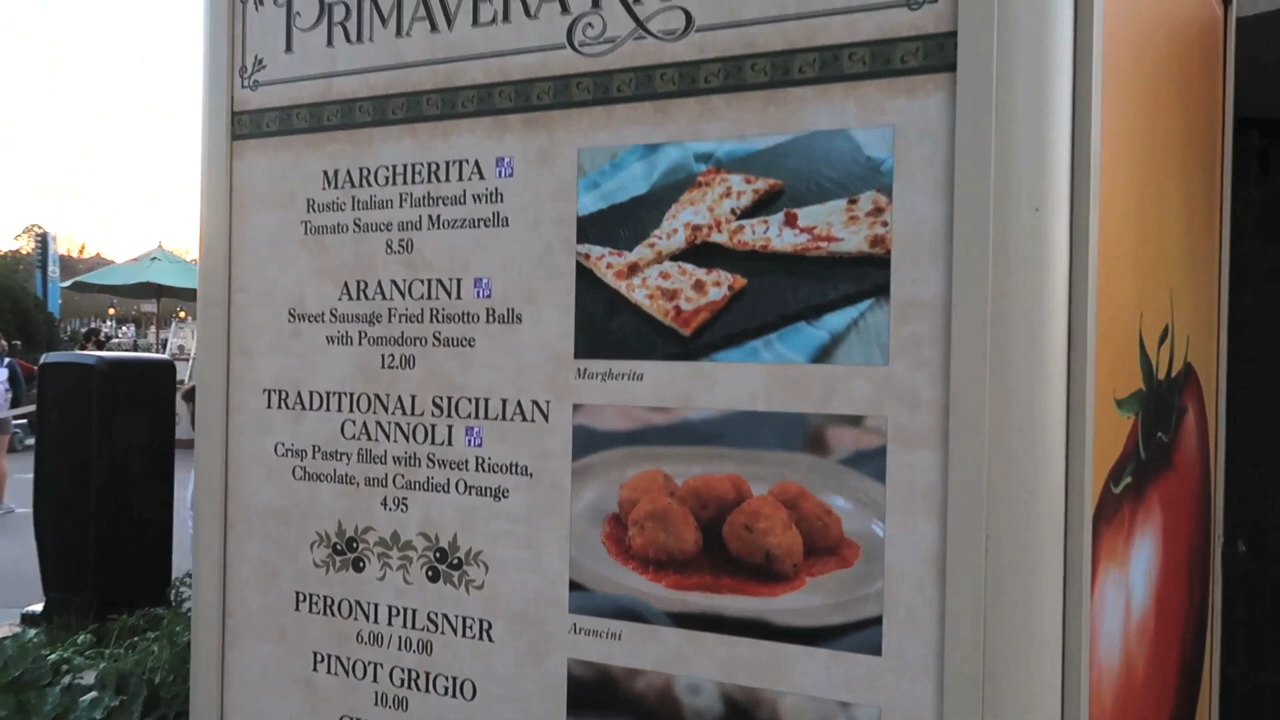 PRIMAVERA
MARGHERITA
Rustic Italian Flatbread with
Tomato Sauce and Mozzarella
8.50
ARANCINI
Sweet Sausage Fried Risotto Balls
with Pomodoro Sauce
12.00
TRADITIONAL SICILIAN
CANNOLI
Crisp Pastry filled with Sweet Ricotta,
Chocolate, and Candied Orange
4.95
PERONI PILSNER
6.00 / 10.00
PINOT GRIGIO
10.00
Margherita
Arancini